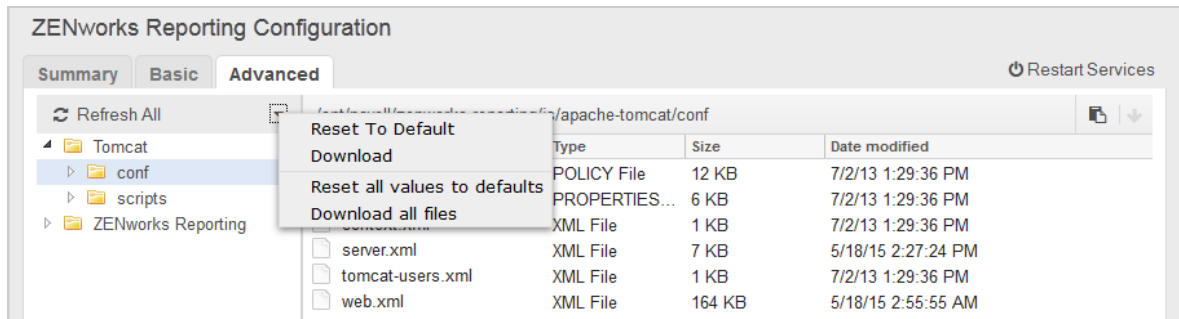 ZENworks Reporting Configuration
Summary Basic Advanced Restart Services
Refresh All /apache-tomcat/conf
Reset To Default
Download
Reset all values to defaults
Download all files
Type Size Date modified
Tomcat
conf POLICY File 12 KB 7/2/13 1:29:36 PM
scripts PROPERTIES... 6 KB 7/2/13 1:29:36 PM
ZENworks Reporting XML File 1 KB 7/2/13 1:29:36 PM
server.xml XML File 7 KB 5/18/15 2:27:24 PM
tomcat-users.xml XML File 1 KB 7/2/13 1:29:36 PM
web.xml XML File 164 KB 5/18/15 2:55:55 AM